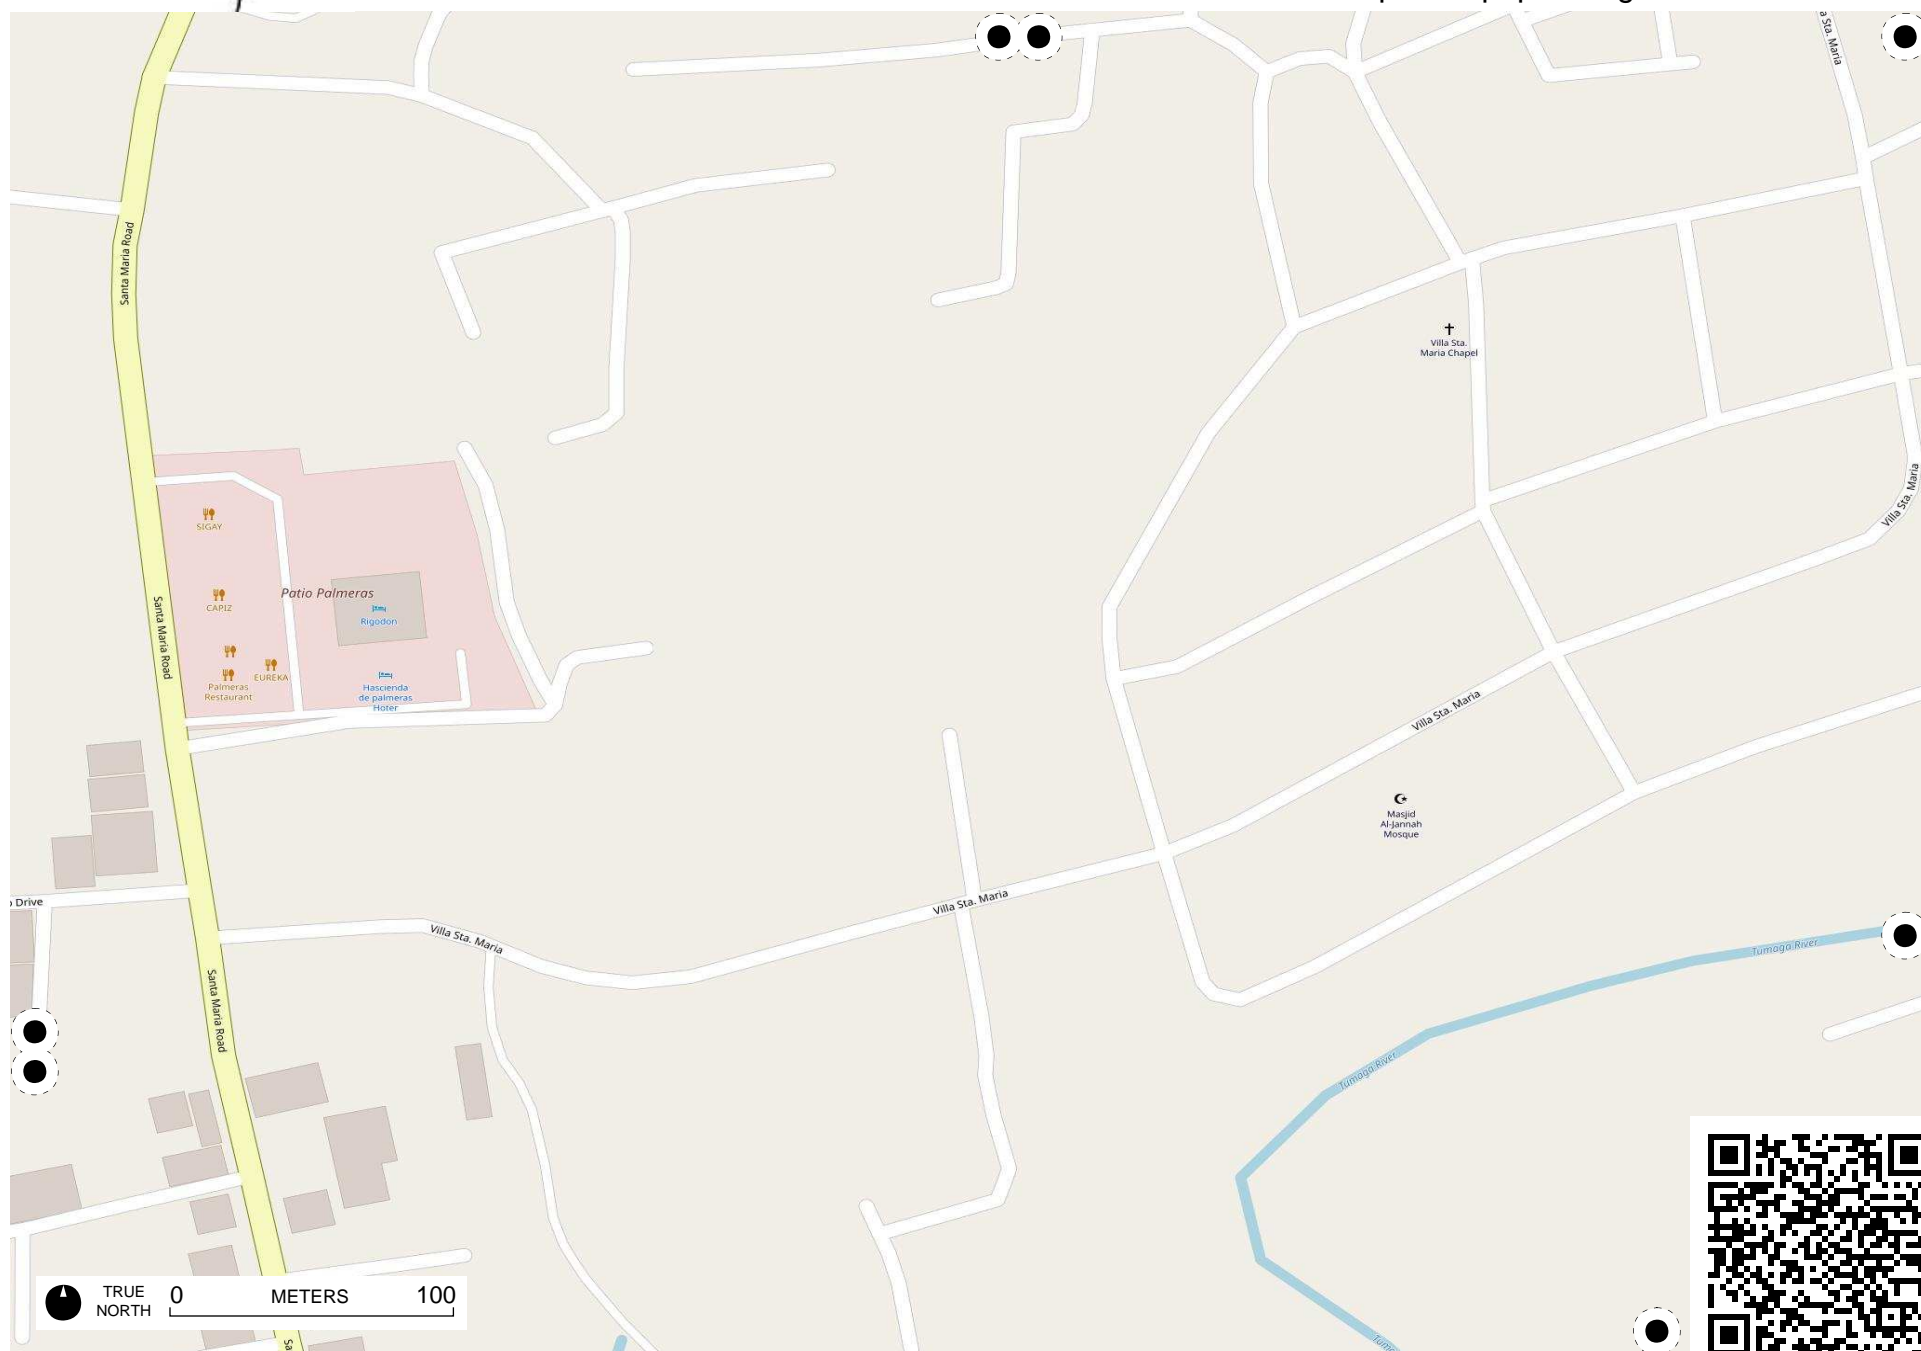 Sta. Maria
Santa Maria Road
Villa Sta.
Maria Chapel
Villa Sta. Maria
SIGAY
Patio Palmeras
CAPIZ
Rigodon
Santa Maria Road
EUREKA
Palmeras
Restaurant
Hascienda
de palmeras
Hoter
Villa Sta. Maria
Masjid
Al-Jannah
Mosque
Drive
Villa Sta. Maria
Villa Sta. Maria
Tumaga River
Santa Maria Road
Tumaga River
TRUE
NORTH
0 METERS 100
Sa
Tum